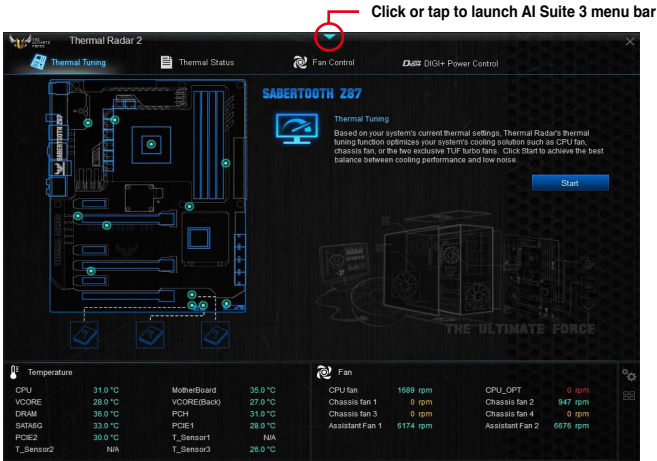 Click or tap to launch AI Suite 3 menu bar
THE ULTIMATE FORCE
Thermal Radar 2
Thermal Tuning
Thermal Status
Fan Control
DIGI+ Power Control
SABERTOOTH Z87
Thermal Tuning
Based on your system's current thermal settings, Thermal Radar's thermal
tuning function optimizes your system's cooling solution such as CPU fan,
chassis fan, or the two exclusive TUF turbo fans. Click Start to achieve the best
balance between cooling performance and low noise.
Start
SABERTOOTH Z87
THE ULTIMATE FORCE
Temperature
CPU 31.0 °C MotherBoard 35.0 °C
VCORE 28.0 °C VCORE(Back) 27.0 °C
DRAM 36.0 °C PCH 31.0 °C
SATA6G 33.0 °C PCIE1 28.0 °C
PCIE2 30.0 °C T_Sensor1 N/A
T_Sensor2 N/A T_Sensor3 26.0 °C
Fan
CPU fan 1689 rpm CPU_OPT 0 rpm
Chassis fan 1 0 rpm Chassis fan 2 947 rpm
Chassis fan 3 0 rpm Chassis fan 4 0 rpm
Assistant Fan 1 6174 rpm Assistant Fan 2 6676 rpm